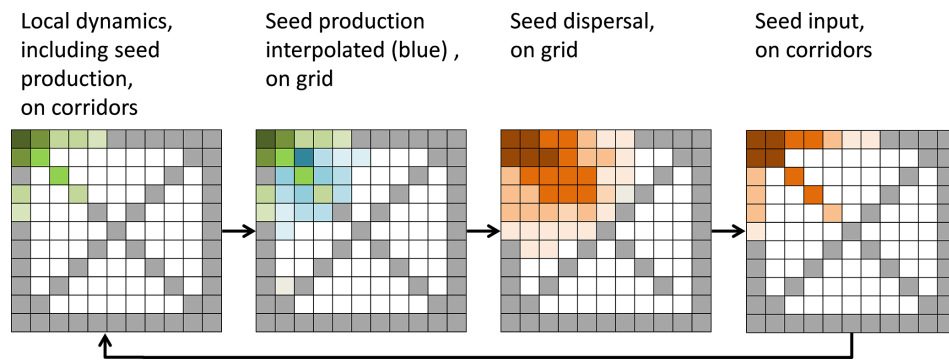 Local dynamics,
including seed
production,
on corridors
Seed production
interpolated (blue) ,
on grid
Seed dispersal,
on grid
Seed input,
on corridors